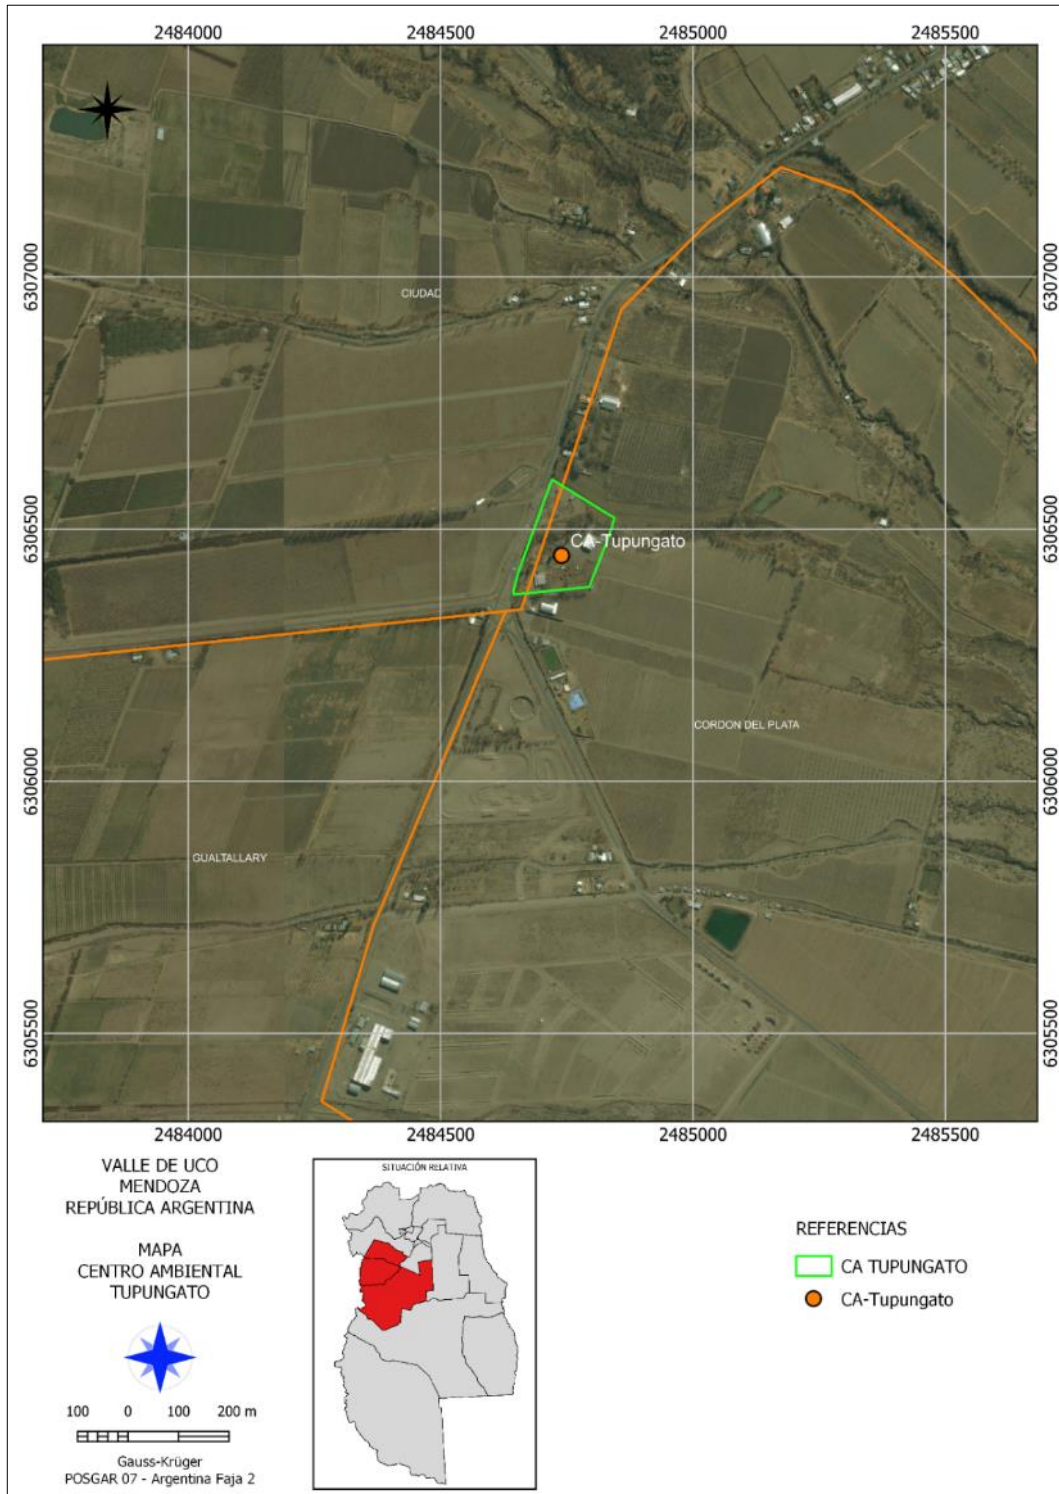 2484000 2484500 2485000 2485500
6307000 6307000
CIUDAD
6306500 6306500
CA-Tupungato
CORDON DEL PLATA
6306000 6306000
GUALTALLARY
6305500 6305500
2484000 2484500 2485000 2485500
VALLE DE UCO
MENDOZA
REPÚBLICA ARGENTINA
MAPA
CENTRO AMBIENTAL
TUPUNGATO
100 0 100 200 m
Gauss-Krüger
POSGAR 07 - Argentina Faja 2
SITUACIÓN RELATIVA
REFERENCIAS
CA TUPUNGATO
CA-Tupungato